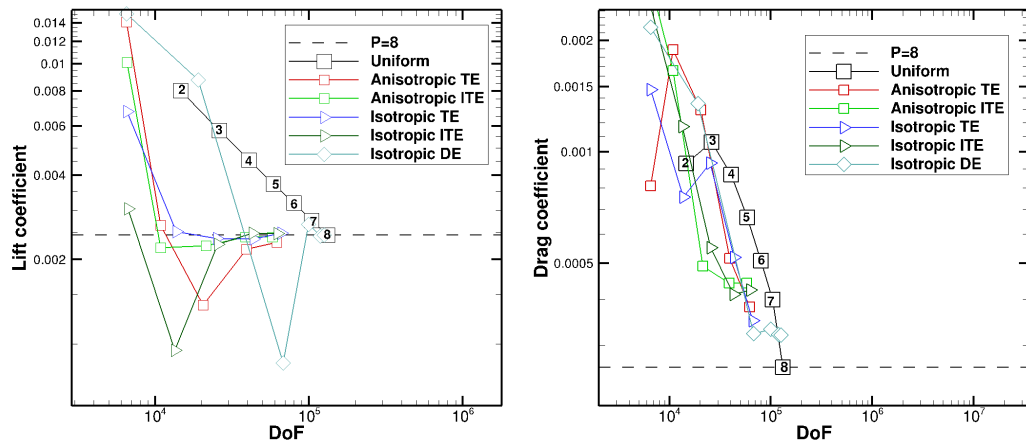 0.014
0.012
0.01
0.008
0.006
0.004
0.002
Lift coefficient
P=8
Uniform
Anisotropic TE
Anisotropic ITE
Isotropic TE
Isotropic ITE
Isotropic DE
2
3
4
5
6
7
8
10^4
10^5
10^6
DoF
0.002
0.0015
0.001
0.0005
Drag coefficient
P=8
Uniform
Anisotropic TE
Anisotropic ITE
Isotropic TE
Isotropic ITE
Isotropic DE
2
3
4
5
6
7
8
10^4
10^5
10^6
10^7
DoF